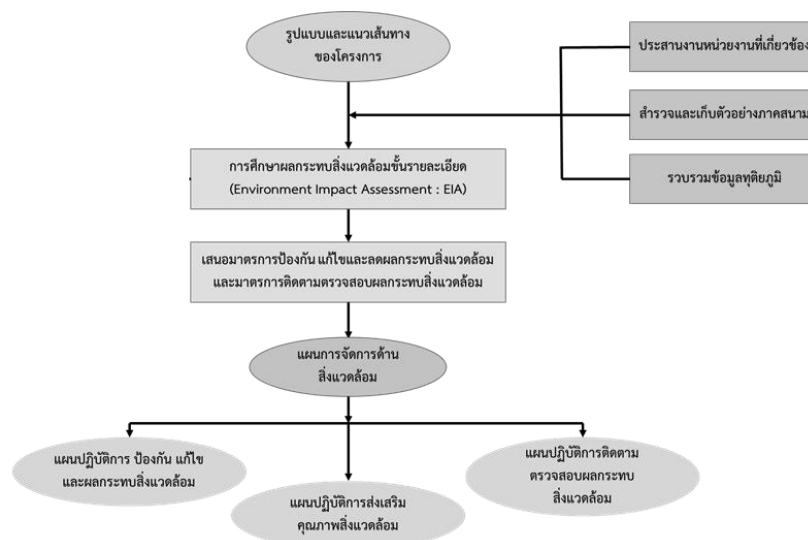 รูปแบบและแนวเส้นทาง
ของโครงการ
ประสานงานหน่วยงานที่เกี่ยวข้อง
สำรวจและเก็บตัวอย่างภาคสนาม
รวบรวมข้อมูลทุติยภูมิ
การศึกษาผลกระทบสิ่งแวดล้อมขั้นรายละเอียด
(Environment Impact Assessment : EIA)
เสนอมาตรการป้องกัน แก้ไขและลดผลกระทบสิ่งแวดล้อม
และมาตรการติดตามตรวจสอบผลกระทบสิ่งแวดล้อม
แผนการจัดการด้าน
สิ่งแวดล้อม
แผนปฏิบัติการ ป้องกัน แก้ไข
และผลกระทบสิ่งแวดล้อม
แผนปฏิบัติการส่งเสริม
คุณภาพสิ่งแวดล้อม
แผนปฏิบัติการติดตาม
ตรวจสอบผลกระทบ
สิ่งแวดล้อม